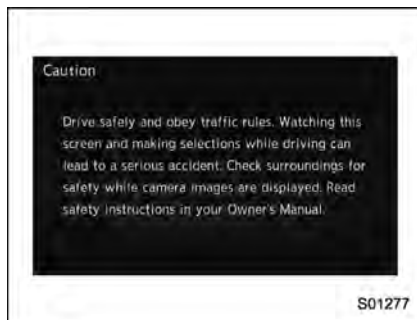 Caution
Drive safely and obey traffic rules. Watching this
screen and making selections while driving can
lead to a serious accident. Check surroundings for
safety while camera images are displayed. Read
safety instructions in your Owner's Manual.
S01277